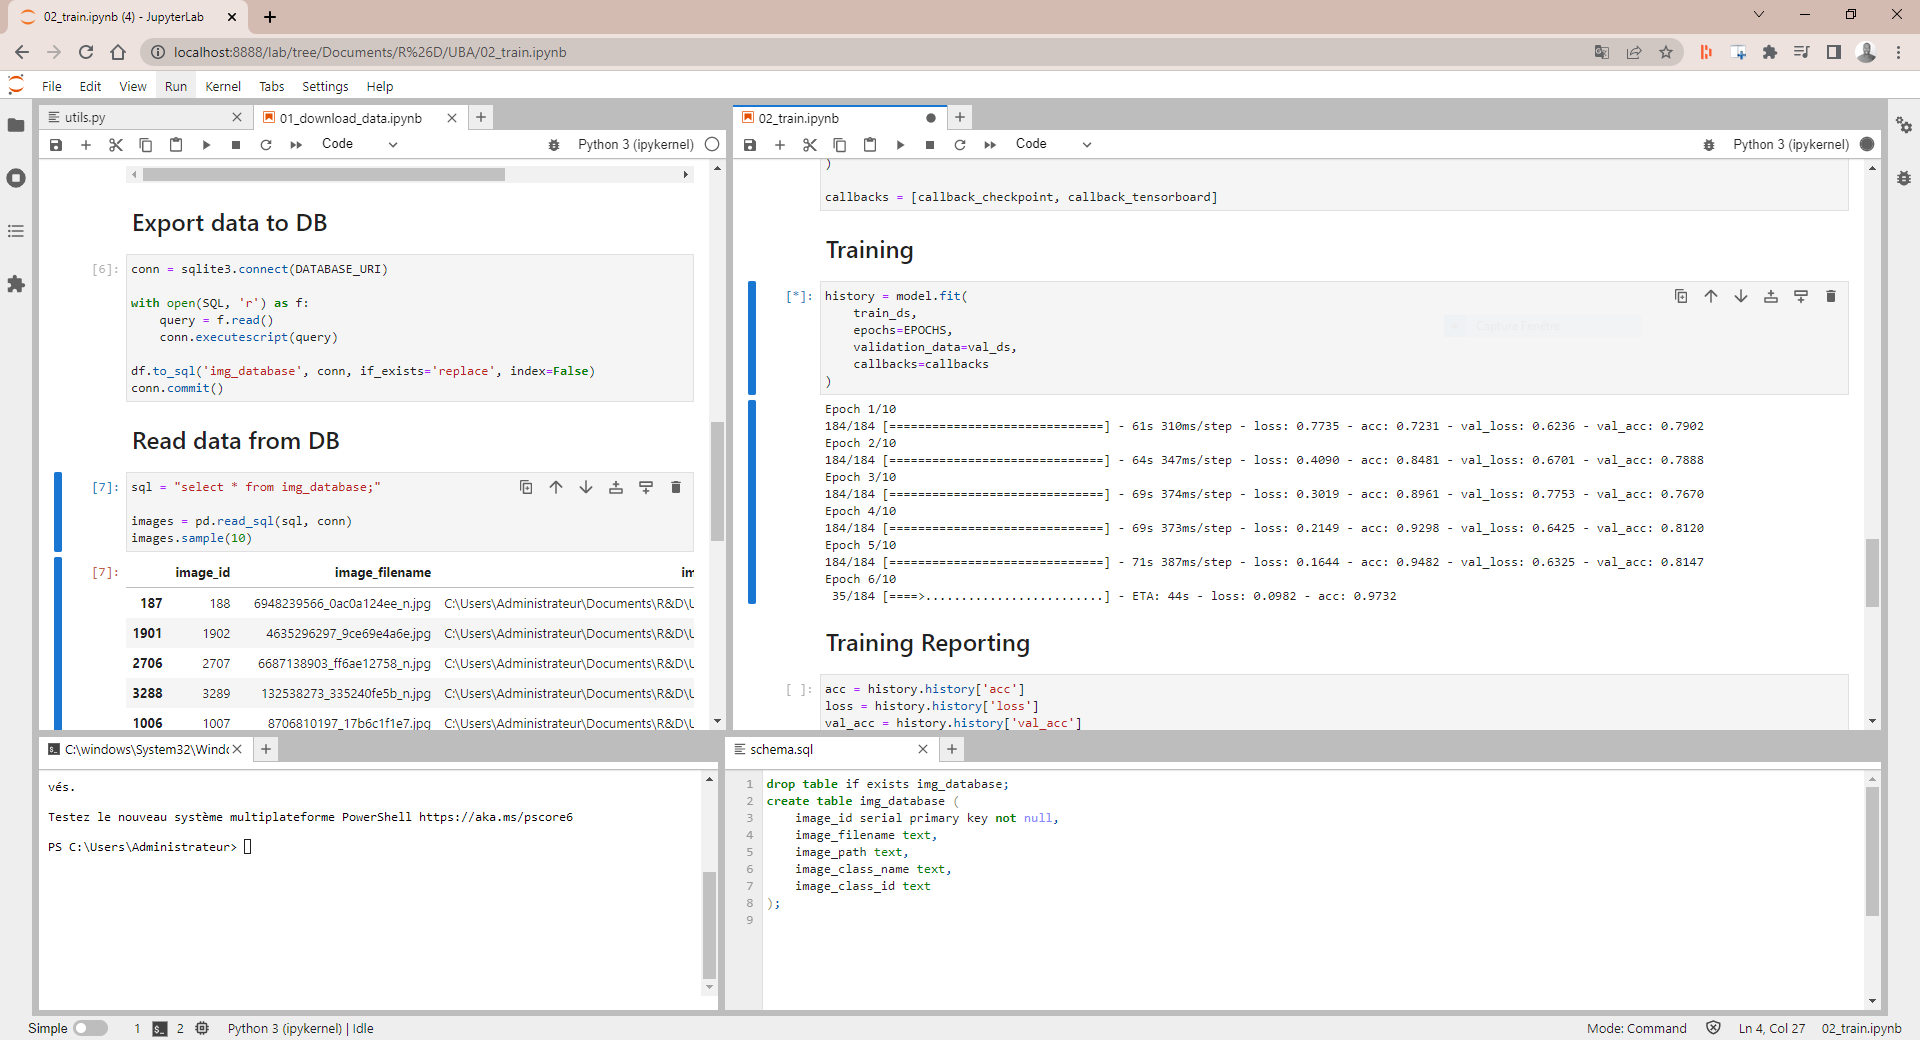 02_train.ipynb (4) - JupyterLab
localhost:8888/lab/tree/Documents/R%26D/UBA/02_train.ipynb
File Edit View Run Kernel Tabs Settings Help
utils.py
01_download_data.ipynb
Code
Python 3 (ipykernel)
Export data to DB
[6]: conn = sqlite3.connect(DATABASE_URI)
with open(SQL, 'r') as f:
query = f.read()
conn.executescript(query)
df.to_sql('img_database', conn, if_exists='replace', index=False)
conn.commit()
Read data from DB
[7]: sql = "select * from img_database;"
images = pd.read_sql(sql, conn)
images.sample(10)
[7]: image_id image_filename im
187 188 6948239566_0ac0a124ee_n.jpg C:\Users\Administrateur\Documents\R&D\U
1901 1902 4635296297_9ce69e4a6e.jpg C:\Users\Administrateur\Documents\R&D\U
2706 2707 6687138903_ff6ae12758_n.jpg C:\Users\Administrateur\Documents\R&D\U
3288 3289 132538273_335240fe5b_n.jpg C:\Users\Administrateur\Documents\R&D\U
1006 1007 8706810197_17b6c1f1e7.jpg C:\Users\Administrateur\Documents\R&D\U
02_train.ipynb
Code
Python 3 (ipykernel)
)
callbacks = [callback_checkpoint, callback_tensorboard]
Training
[*]: history = model.fit(
train_ds,
epochs=EPOCHS,
validation_data=val_ds,
callbacks=callbacks
)
Epoch 1/10
184/184 [==============================] - 61s 310ms/step - loss: 0.7735 - acc: 0.7231 - val_loss: 0.6236 - val_acc: 0.7902
Epoch 2/10
184/184 [==============================] - 64s 347ms/step - loss: 0.4090 - acc: 0.8481 - val_loss: 0.6701 - val_acc: 0.7888
Epoch 3/10
184/184 [==============================] - 69s 374ms/step - loss: 0.3019 - acc: 0.8961 - val_loss: 0.7753 - val_acc: 0.7670
Epoch 4/10
184/184 [==============================] - 69s 373ms/step - loss: 0.2149 - acc: 0.9298 - val_loss: 0.6425 - val_acc: 0.8120
Epoch 5/10
184/184 [==============================] - 71s 387ms/step - loss: 0.1644 - acc: 0.9482 - val_loss: 0.6325 - val_acc: 0.8147
Epoch 6/10
35/184 [====>.........................] - ETA: 44s - loss: 0.0982 - acc: 0.9732
Training Reporting
[ ]: acc = history.history['acc']
loss = history.history['loss']
val_acc = history.history['val_acc']
C:\windows\System32\Wind
vés.
Testez le nouveau système multiplateforme PowerShell https://aka.ms/pscore6
PS C:\Users\Administrateur>
schema.sql
1 drop table if exists img_database;
2 create table img_database (
3 image_id serial primary key not null,
4 image_filename text,
5 image_path text,
6 image_class_name text,
7 image_class_id text
8 );
9
Simple 1 2 Python 3 (ipykernel) | Idle
Mode: Command Ln 4, Col 27 02_train.ipynb